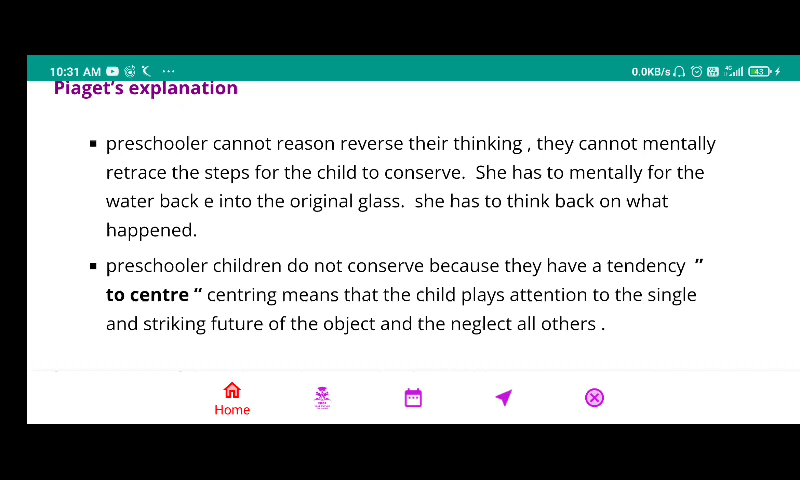 10:31 AM ... 0.0KB/s 4G 43
Piaget's explanation
▪ preschooler cannot reason reverse their thinking , they cannot mentally
retrace the steps for the child to conserve. She has to mentally for the
water back e into the original glass. she has to think back on what
happened.
▪ preschooler children do not conserve because they have a tendency ”
to centre “ centring means that the child plays attention to the single
and striking future of the object and the neglect all others .
Home